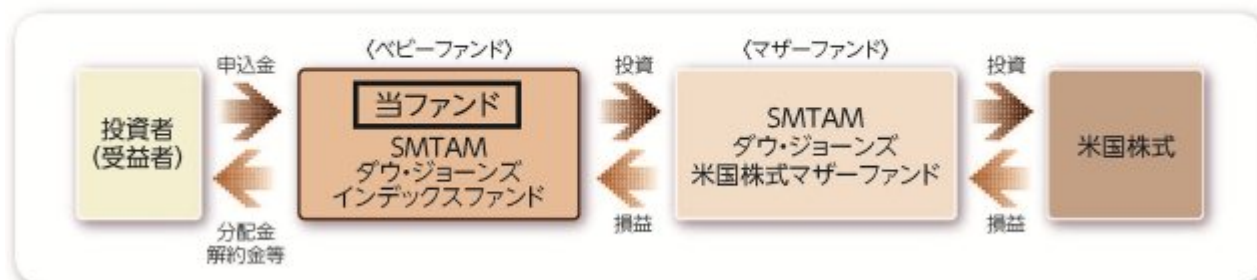 〈ベビーファンド〉
〈マザーファンド〉
申込金
投資
投資
投資者
(受益者)
当ファンド
SMTAM
ダウ・ジョーンズ
インデックスファンド
SMTAM
ダウ・ジョーンズ
米国株式マザーファンド
米国株式
分配金
解約金等
損益
損益